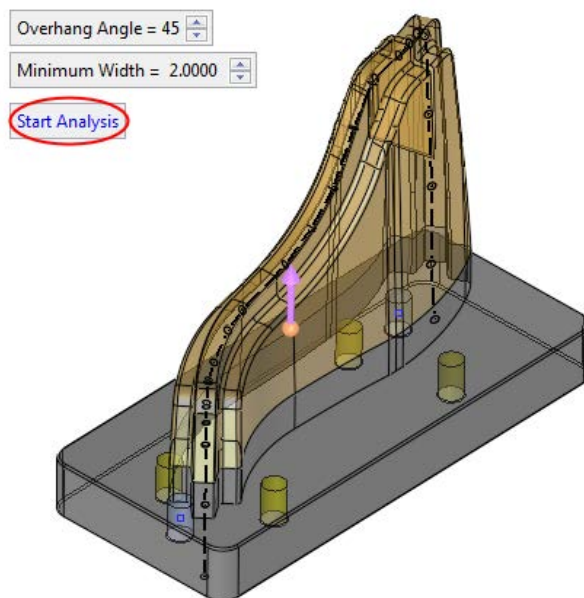 Overhang Angle = 45
Minimum Width = 2.0000
Start Analysis